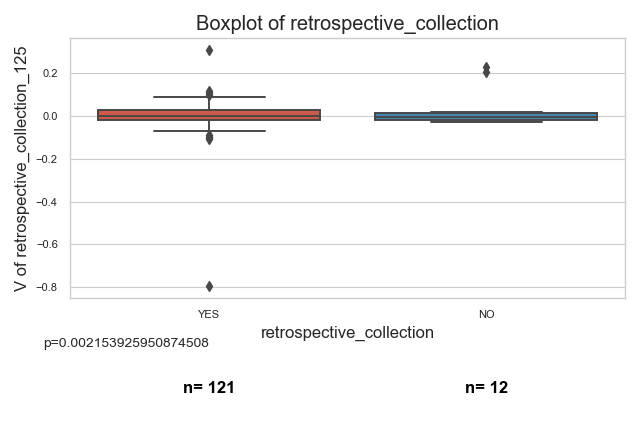 Boxplot of retrospective_collection
V of retrospective_collection_125
0.2
0.0
−0.2
−0.4
−0.6
−0.8
YES
NO
retrospective_collection
p=0.002153925950874508
n= 121
n= 12